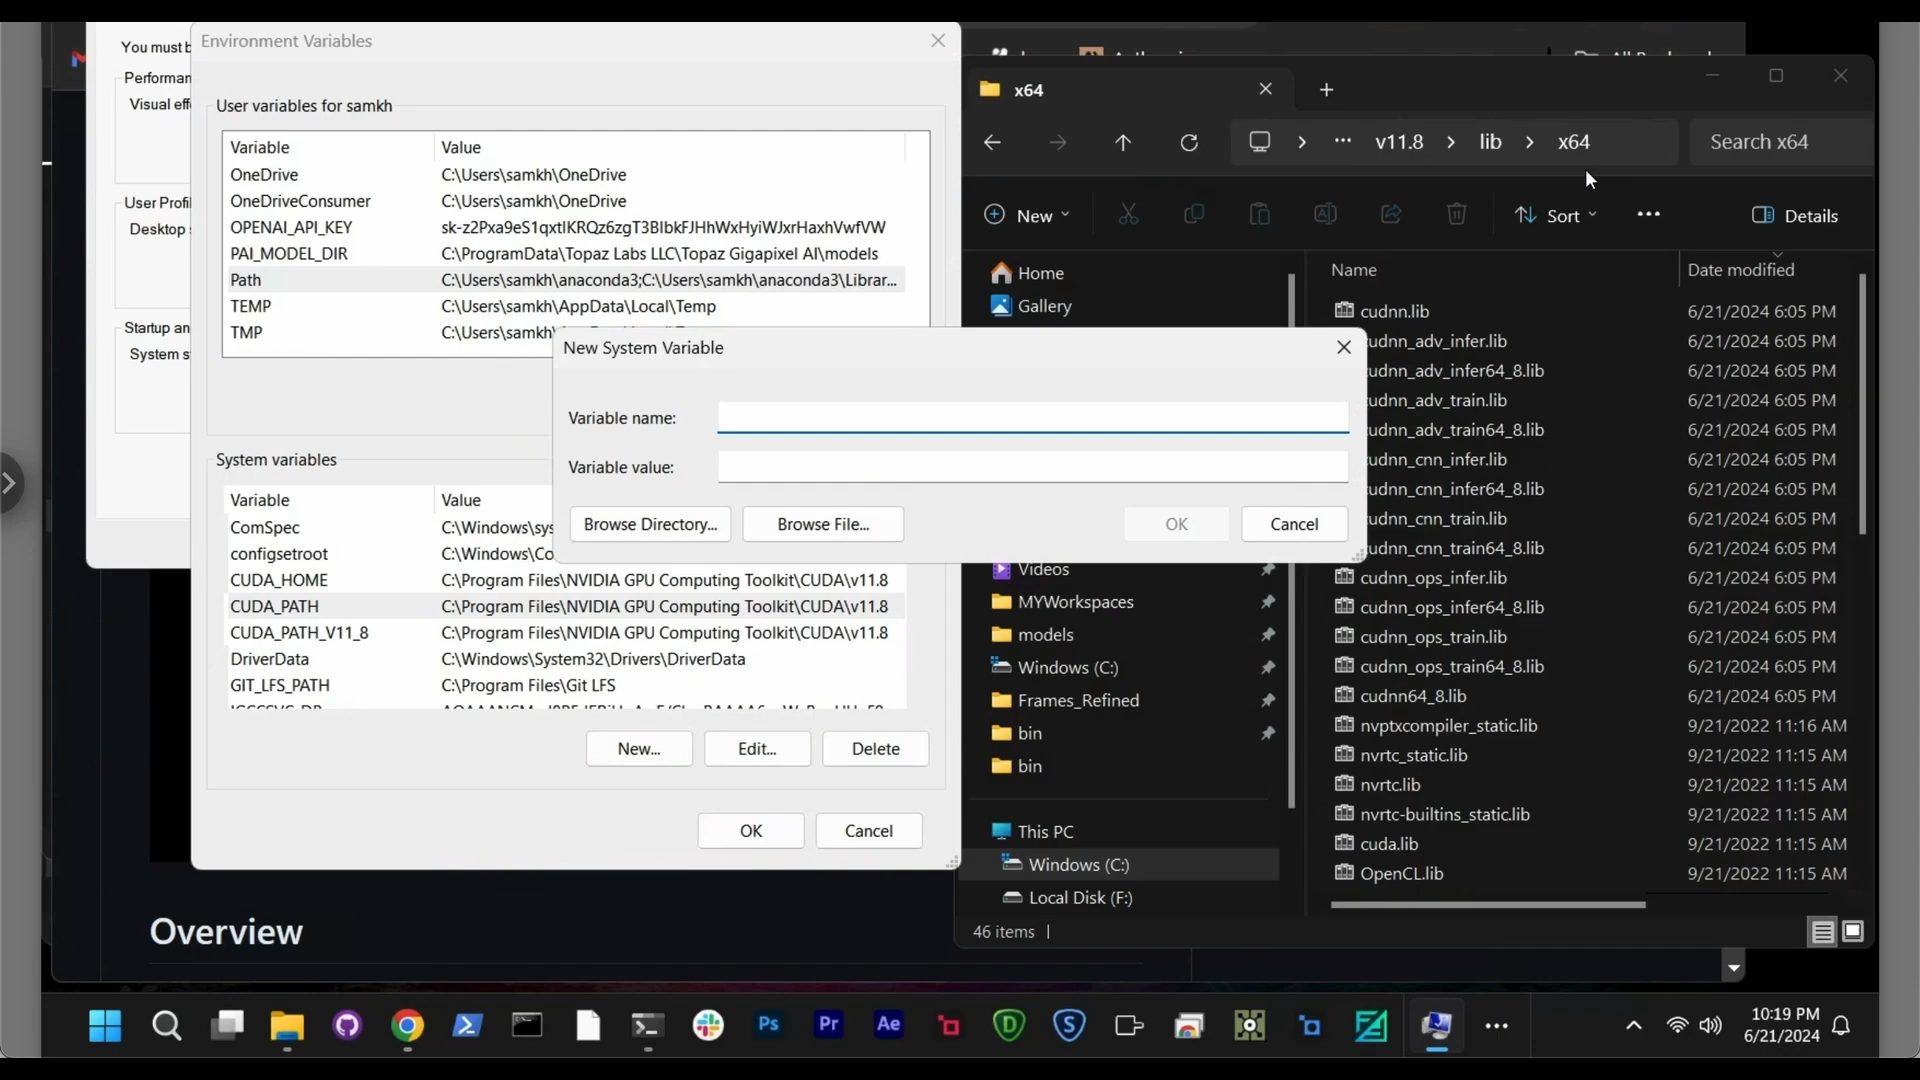 You must b
Performan
Visual effe
User Profil
Desktop s
Startup an
System s
Environment Variables
User variables for samkh
Variable Value
OneDrive C:\Users\samkh\OneDrive
OneDriveConsumer C:\Users\samkh\OneDrive
OPENAI_API_KEY
PAI_MODEL_DIR C:\ProgramData\Topaz Labs LLC\Topaz Gigapixel AI\models
Path C:\Users\samkh\anaconda3;C:\Users\samkh\anaconda3\Librar...
TEMP C:\Users\samkh\AppData\Local\Temp
TMP C:\Users\samkh\
System variables
Variable Value
ComSpec C:\Windows\sys
configsetroot C:\Windows\Co
CUDA_HOME C:\Program Files\NVIDIA GPU Computing Toolkit\CUDA\v11.8
CUDA_PATH C:\Program Files\NVIDIA GPU Computing Toolkit\CUDA\v11.8
CUDA_PATH_V11_8 C:\Program Files\NVIDIA GPU Computing Toolkit\CUDA\v11.8
DriverData C:\Windows\System32\Drivers\DriverData
GIT_LFS_PATH C:\Program Files\Git LFS
New... Edit... Delete
OK Cancel
New System Variable
Variable name:
Variable value:
Browse Directory... Browse File... OK Cancel
x64
v11.8 > lib > x64 Search x64
New Sort Details
Home
Gallery
Videos
MYWorkspaces
models
Windows (C:)
Frames_Refined
bin
bin
This PC
Windows (C:)
Local Disk (F:)
Name Date modified
cudnn.lib 6/21/2024 6:05 PM
cudnn_adv_infer.lib 6/21/2024 6:05 PM
cudnn_adv_infer64_8.lib 6/21/2024 6:05 PM
cudnn_adv_train.lib 6/21/2024 6:05 PM
cudnn_adv_train64_8.lib 6/21/2024 6:05 PM
cudnn_cnn_infer.lib 6/21/2024 6:05 PM
cudnn_cnn_infer64_8.lib 6/21/2024 6:05 PM
cudnn_cnn_train.lib 6/21/2024 6:05 PM
cudnn_cnn_train64_8.lib 6/21/2024 6:05 PM
cudnn_ops_infer.lib 6/21/2024 6:05 PM
cudnn_ops_infer64_8.lib 6/21/2024 6:05 PM
cudnn_ops_train.lib 6/21/2024 6:05 PM
cudnn_ops_train64_8.lib 6/21/2024 6:05 PM
cudnn64_8.lib 6/21/2024 6:05 PM
nvptxcompiler_static.lib 9/21/2022 11:16 AM
nvrtc_static.lib 9/21/2022 11:15 AM
nvrtc.lib 9/21/2022 11:15 AM
nvrtc-builtins_static.lib 9/21/2022 11:15 AM
cuda.lib 9/21/2022 11:15 AM
OpenCL.lib 9/21/2022 11:15 AM
46 items
Overview
Ps Pr Ae D S
10:19 PM
6/21/2024